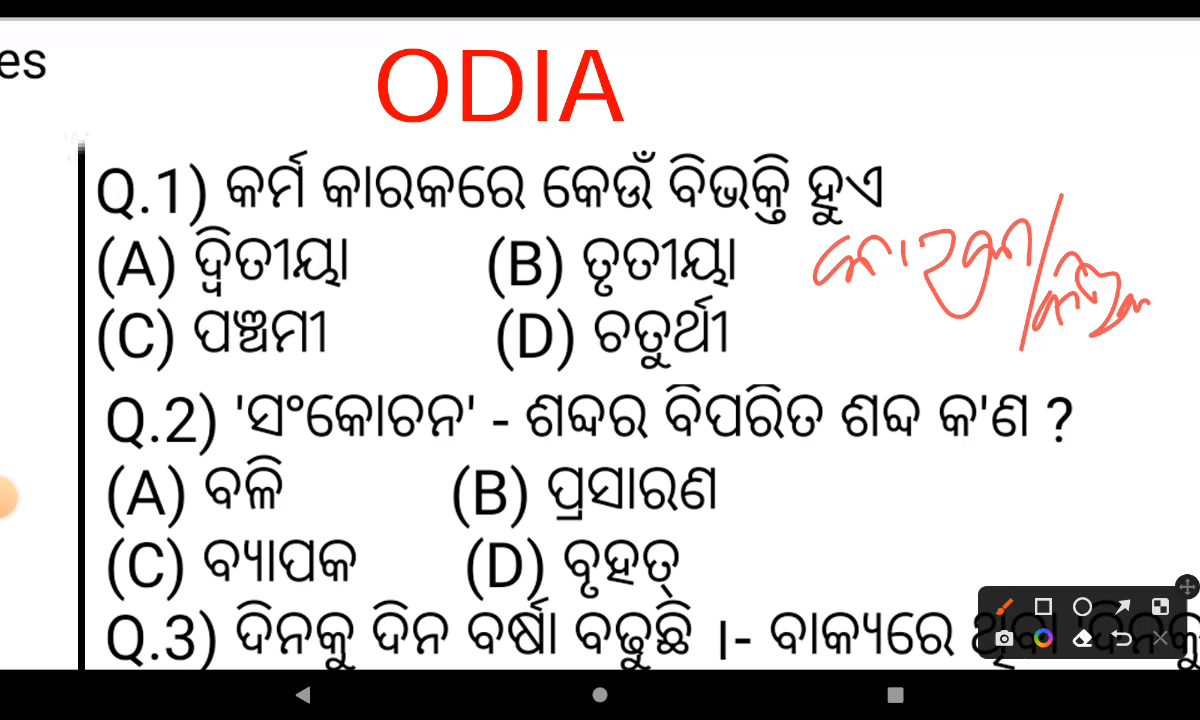 es
ODIA
Q.1) କର୍ମ କାରକରେ କେଉଁ ବିଭକ୍ତି ହୁଏ
(A) ଦ୍ୱିତୀୟା (B) ତୃତୀୟା
(C) ପଞ୍ଚମୀ (D) ଚତୁର୍ଥୀ
Q.2) 'ସଂକୋଚନ' - ଶବ୍ଦର ବିପରିତ ଶବ୍ଦ କ'ଣ ?
(A) ବଳି (B) ପ୍ରସାରଣ
(C) ବ୍ୟାପକ (D) ବୃହତ୍
Q.3) ଦିନକୁ ଦିନ ବର୍ଷା ବଢୁଛି ।- ବାକ୍ୟରେ